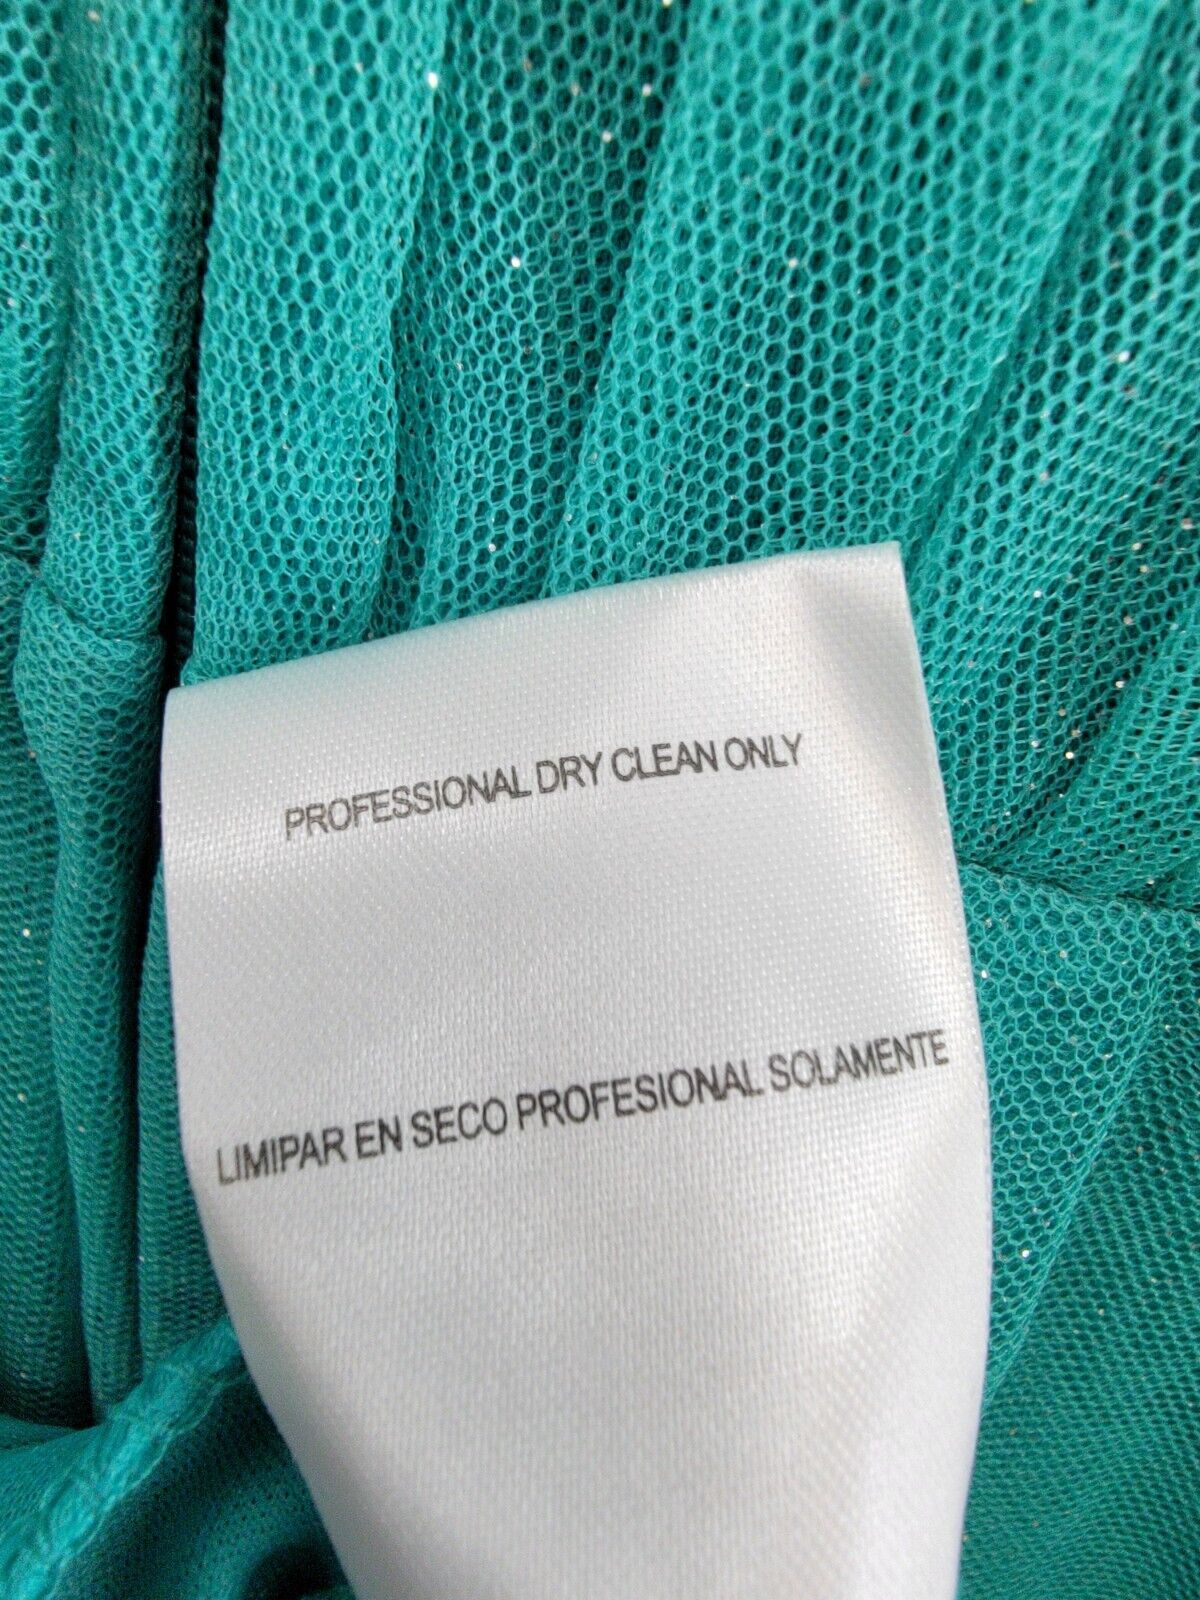 PROFESSIONAL DRY CLEAN ONLY
LIMIPAR EN SECO PROFESIONAL SOLAMENTE